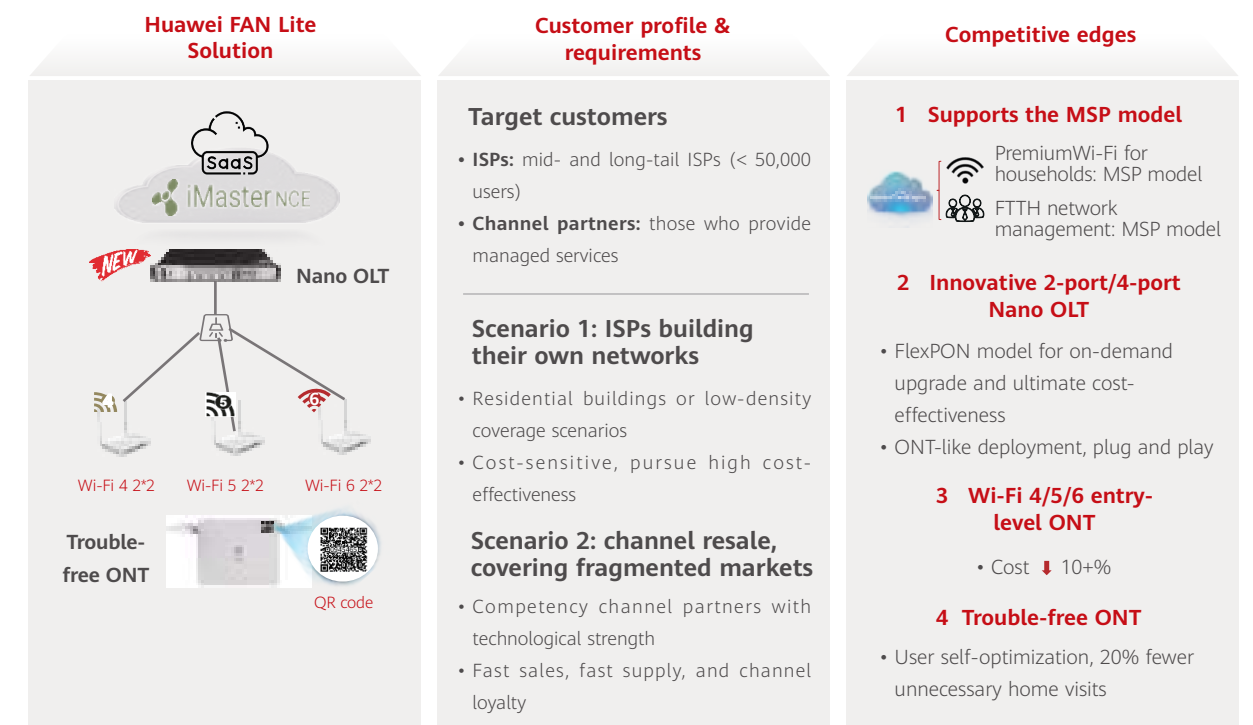 Huawei FAN Lite
Solution
SaaS
iMaster NCE
NEW
Nano OLT
4
5
6
Wi-Fi 4 2*2
Wi-Fi 5 2*2
Wi-Fi 6 2*2
Trouble-
free ONT
QR code
Customer profile &
requirements
Target customers
• ISPs: mid- and long-tail ISPs (< 50,000
users)
• Channel partners: those who provide
managed services
Scenario 1: ISPs building
their own networks
• Residential buildings or low-density
coverage scenarios
• Cost-sensitive, pursue high cost-
effectiveness
Scenario 2: channel resale,
covering fragmented markets
• Competency channel partners with
technological strength
• Fast sales, fast supply, and channel
loyalty
Competitive edges
1 Supports the MSP model
PremiumWi-Fi for
households: MSP model
FTTH network
management: MSP model
2 Innovative 2-port/4-port
Nano OLT
• FlexPON model for on-demand
upgrade and ultimate cost-
effectiveness
• ONT-like deployment, plug and play
3 Wi-Fi 4/5/6 entry-
level ONT
• Cost ⬇ 10+%
4 Trouble-free ONT
• User self-optimization, 20% fewer
unnecessary home visits